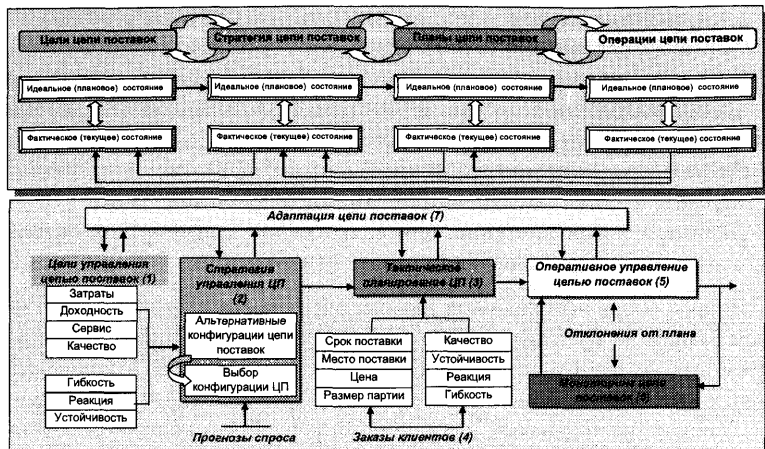 Цели цепи поставок
Стратегия цепи поставок
Планы цепи поставок
Операции цепи поставок
Идеальное (плановое) состояние
Идеальное (плановое) состояние
Идеальное (плановое) состояние
Идеальное (плановое) состояние
Фактическое (текущее) состояние
Фактическое (текущее) состояние
Фактическое (текущее) состояние
Фактическое (текущее) состояние
Адаптация цепи поставок (7)
Цели управления
цепью поставок (1)
Затраты
Доходность
Сервис
Качество
Гибкость
Реакция
Устойчивость
Стратегия
управления ЦП
(2)
Альтернативные
конфигурации цепи
поставок
Выбор
конфигурации ЦП
Прогнозы спроса
Тактическое
планирование ЦП (3)
Срок поставки
Место поставки
Цена
Размер партии
Качество
Устойчивость
Реакция
Гибкость
Заказы клиентов (4)
Оперативное управление
цепью поставок (5)
Отклонения от плана
Мониторинг цепи
поставок (6)